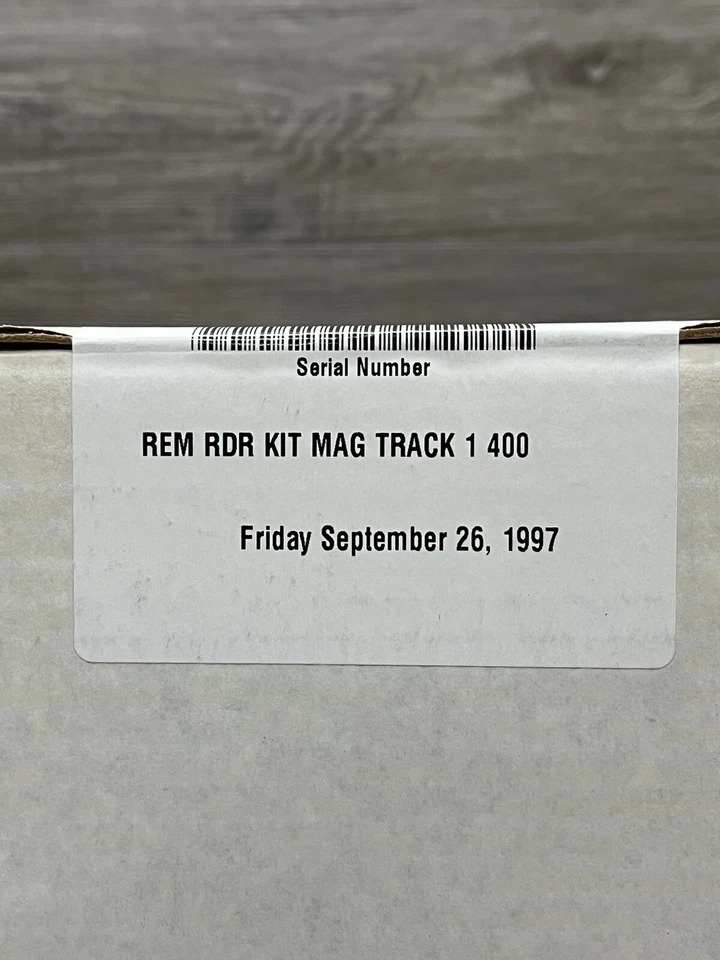 Serial Number
REM RDR KIT MAG TRACK 1 400
Friday September 26, 1997